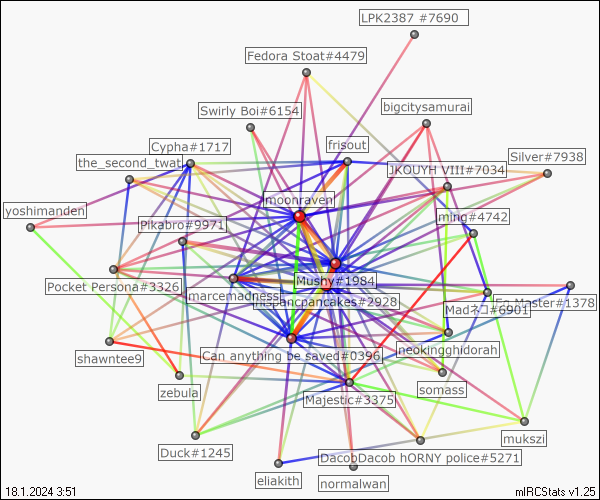 LPK2387 #7690
Fedora Stoat#4479
bigcitysamurai
Swirly Boi#6154
frisout
Cypha#1717
Silver#7938
the_second_twat
JKOUYH VIII#7034
moonraven
yoshimanden
ming#4742
Pikabro#9971
Mushy#1984
Pocket Persona#3326
marcemadness
hispancpancakes#2928
Master#1378
Madネコ#6901
Can anything be saved#0396
neokingghidorah
shawntee9
zebula
somass
Majestic#3375
mukszi
Duck#1245
DacobDacob hORNY police#5271
eliakith
normalwan
18.1.2024 3:51
mIRCStats v1.25